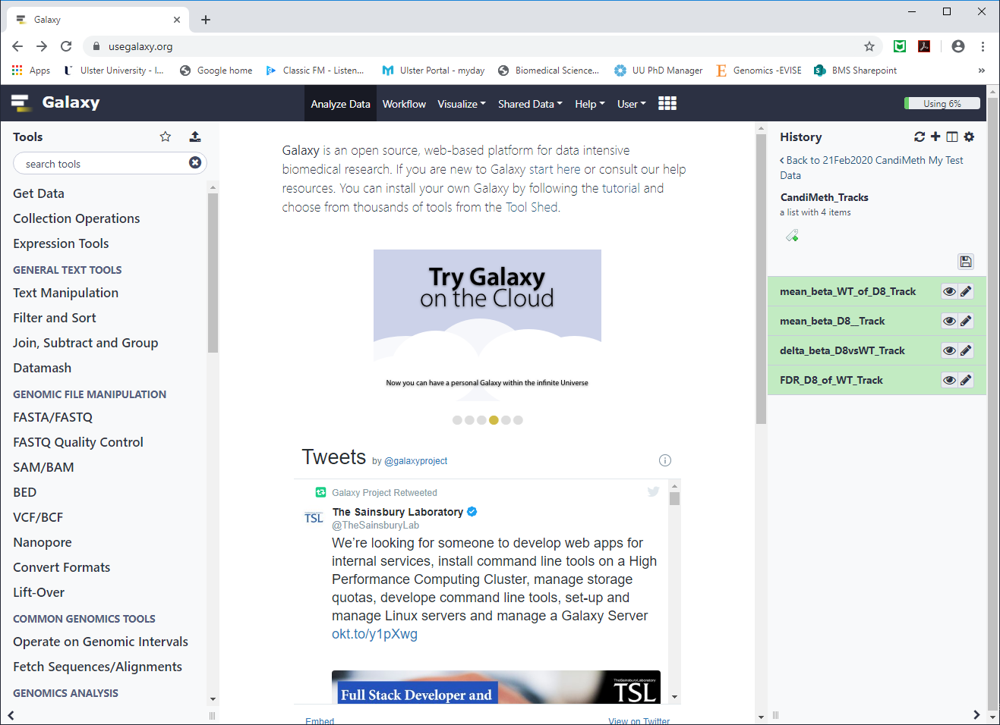 Galaxy
usegalaxy.org
Apps
Ulster University - I...
Google home
Classic FM - Listen...
Ulster Portal - myday
Biomedical Science...
UU PhD Manager
Genomics -EVISE
BMS Sharepoint
»
Galaxy
Analyze Data
Workflow
Visualize
Shared Data
Help
User
Using 6%
Tools
search tools
Get Data
Collection Operations
Expression Tools
GENERAL TEXT TOOLS
Text Manipulation
Filter and Sort
Join, Subtract and Group
Datamash
GENOMIC FILE MANIPULATION
FASTA/FASTQ
FASTQ Quality Control
SAM/BAM
BED
VCF/BCF
Nanopore
Convert Formats
Lift-Over
COMMON GENOMICS TOOLS
Operate on Genomic Intervals
Fetch Sequences/Alignments
GENOMICS ANALYSIS
Galaxy is an open source, web-based platform for data intensive
biomedical research. If you are new to Galaxy start here or consult our help
resources. You can install your own Galaxy by following the tutorial and
choose from thousands of tools from the Tool Shed.
Try Galaxy
on the Cloud
Now you can have a personal Galaxy within the infinite Universe
Tweets by @galaxyproject
Galaxy Project Retweeted
TSL
The Sainsbury Laboratory
@TheSainsburyLab
We're looking for someone to develop web apps for
internal services, install command line tools on a High
Performance Computing Cluster, manage storage
quotas, develope command line tools, set-up and
manage Linux servers and manage a Galaxy Server
okt.to/y1pXwg
Full Stack Developer and
TheSainsburyLaboratory
TSL
Embed
View on Twitter
History
Back to 21Feb2020 CandiMeth My Test
Data
CandiMeth_Tracks
a list with 4 items
mean_beta_WT_of_D8_Track
mean_beta_D8__Track
delta_beta_D8vsWT_Track
FDR_D8_of_WT_Track